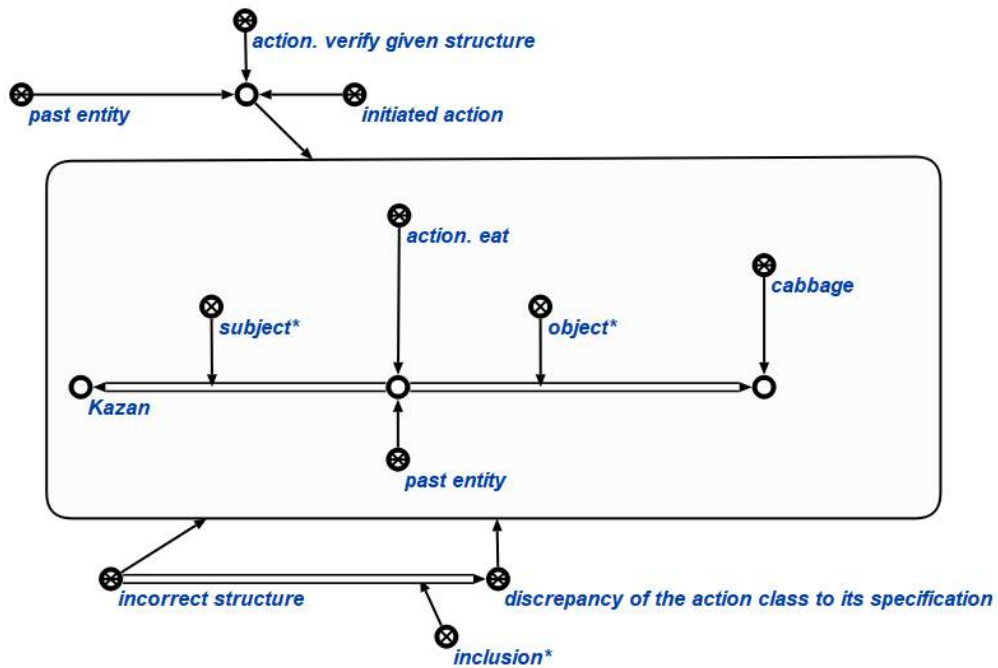 action. verify given structure
past entity
initiated action
action. eat
cabbage
subject*
object*
Kazan
past entity
incorrect structure
discrepancy of the action class to its specification
inclusion*